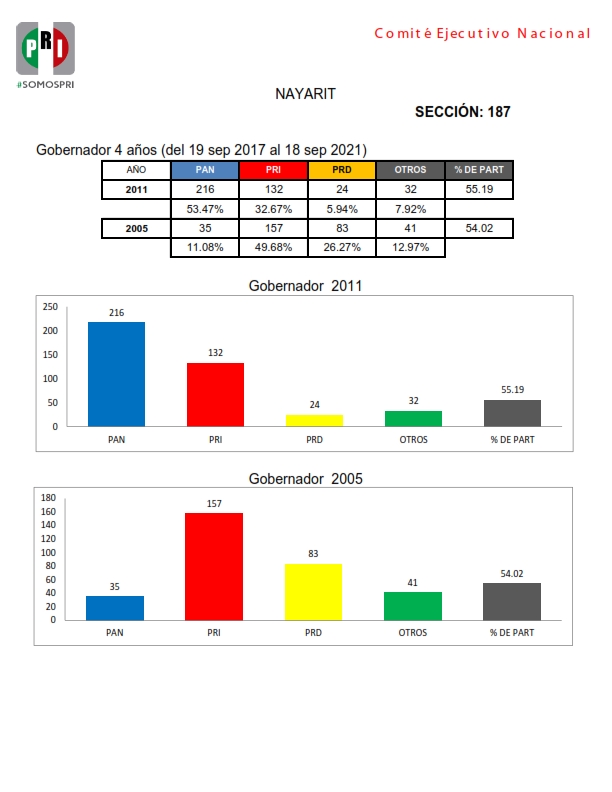 PRI
#SOMOSPRI
Comité Ejecutivo Nacional
NAYARIT
SECCIÓN: 187
Gobernador 4 años (del 19 sep 2017 al 18 sep 2021)
AÑO PAN PRI PRD OTROS % DE PART
2011 216 132 24 32 55.19
53.47% 32.67% 5.94% 7.92%
2005 35 157 83 41 54.02
11.08% 49.68% 26.27% 12.97%
Gobernador 2011
250
200
150
100
50
0
216
132
24
32
55.19
PAN PRI PRD OTROS % DE PART
Gobernador 2005
180
160
140
120
100
80
60
40
20
0
35
157
83
41
54.02
PAN PRI PRD OTROS % DE PART